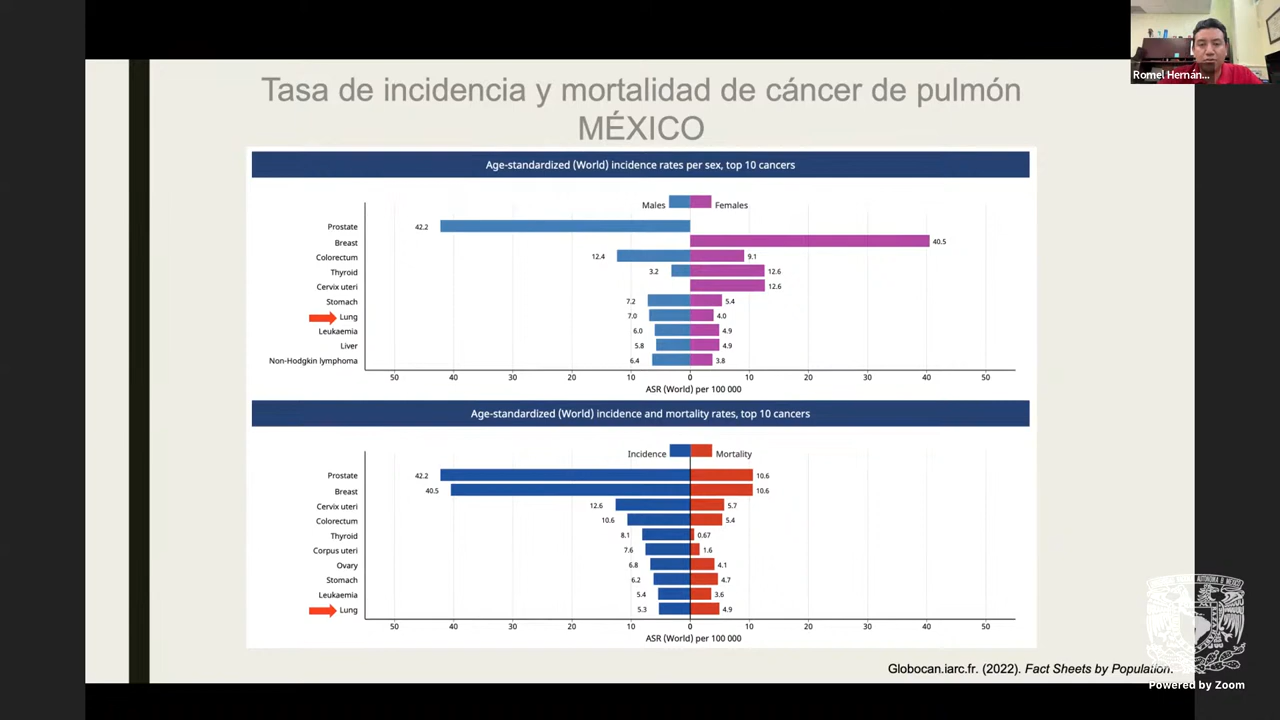 Romel Hernán...
Tasa de incidencia y mortalidad de cáncer de pulmón
MÉXICO
Age-standardized (World) incidence rates per sex, top 10 cancers
Males Females
Prostate 42.2
Breast 40.5
Colorectum 12.4 9.1
Thyroid 3.2 12.6
Cervix uteri 12.6
Stomach 7.2 5.4
Lung 7.0 4.0
Leukaemia 6.0 4.9
Liver 5.8 4.9
Non-Hodgkin lymphoma 6.4 3.8
50 40 30 20 10 0 10 20 30 40 50
ASR (World) per 100 000
Age-standardized (World) incidence and mortality rates, top 10 cancers
Incidence Mortality
Prostate 42.2 10.6
Breast 40.5 10.6
Cervix uteri 12.6 5.7
Colorectum 10.6 5.4
Thyroid 8.1 0.67
Corpus uteri 7.6 1.6
Ovary 6.8 4.1
Stomach 6.2 4.7
Leukaemia 5.4 3.6
Lung 5.3 4.9
50 40 30 20 10 0 10 20 30 40 50
ASR (World) per 100 000
Globocan.iarc.fr. (2022). Fact Sheets by Population.
Powered by Zoom